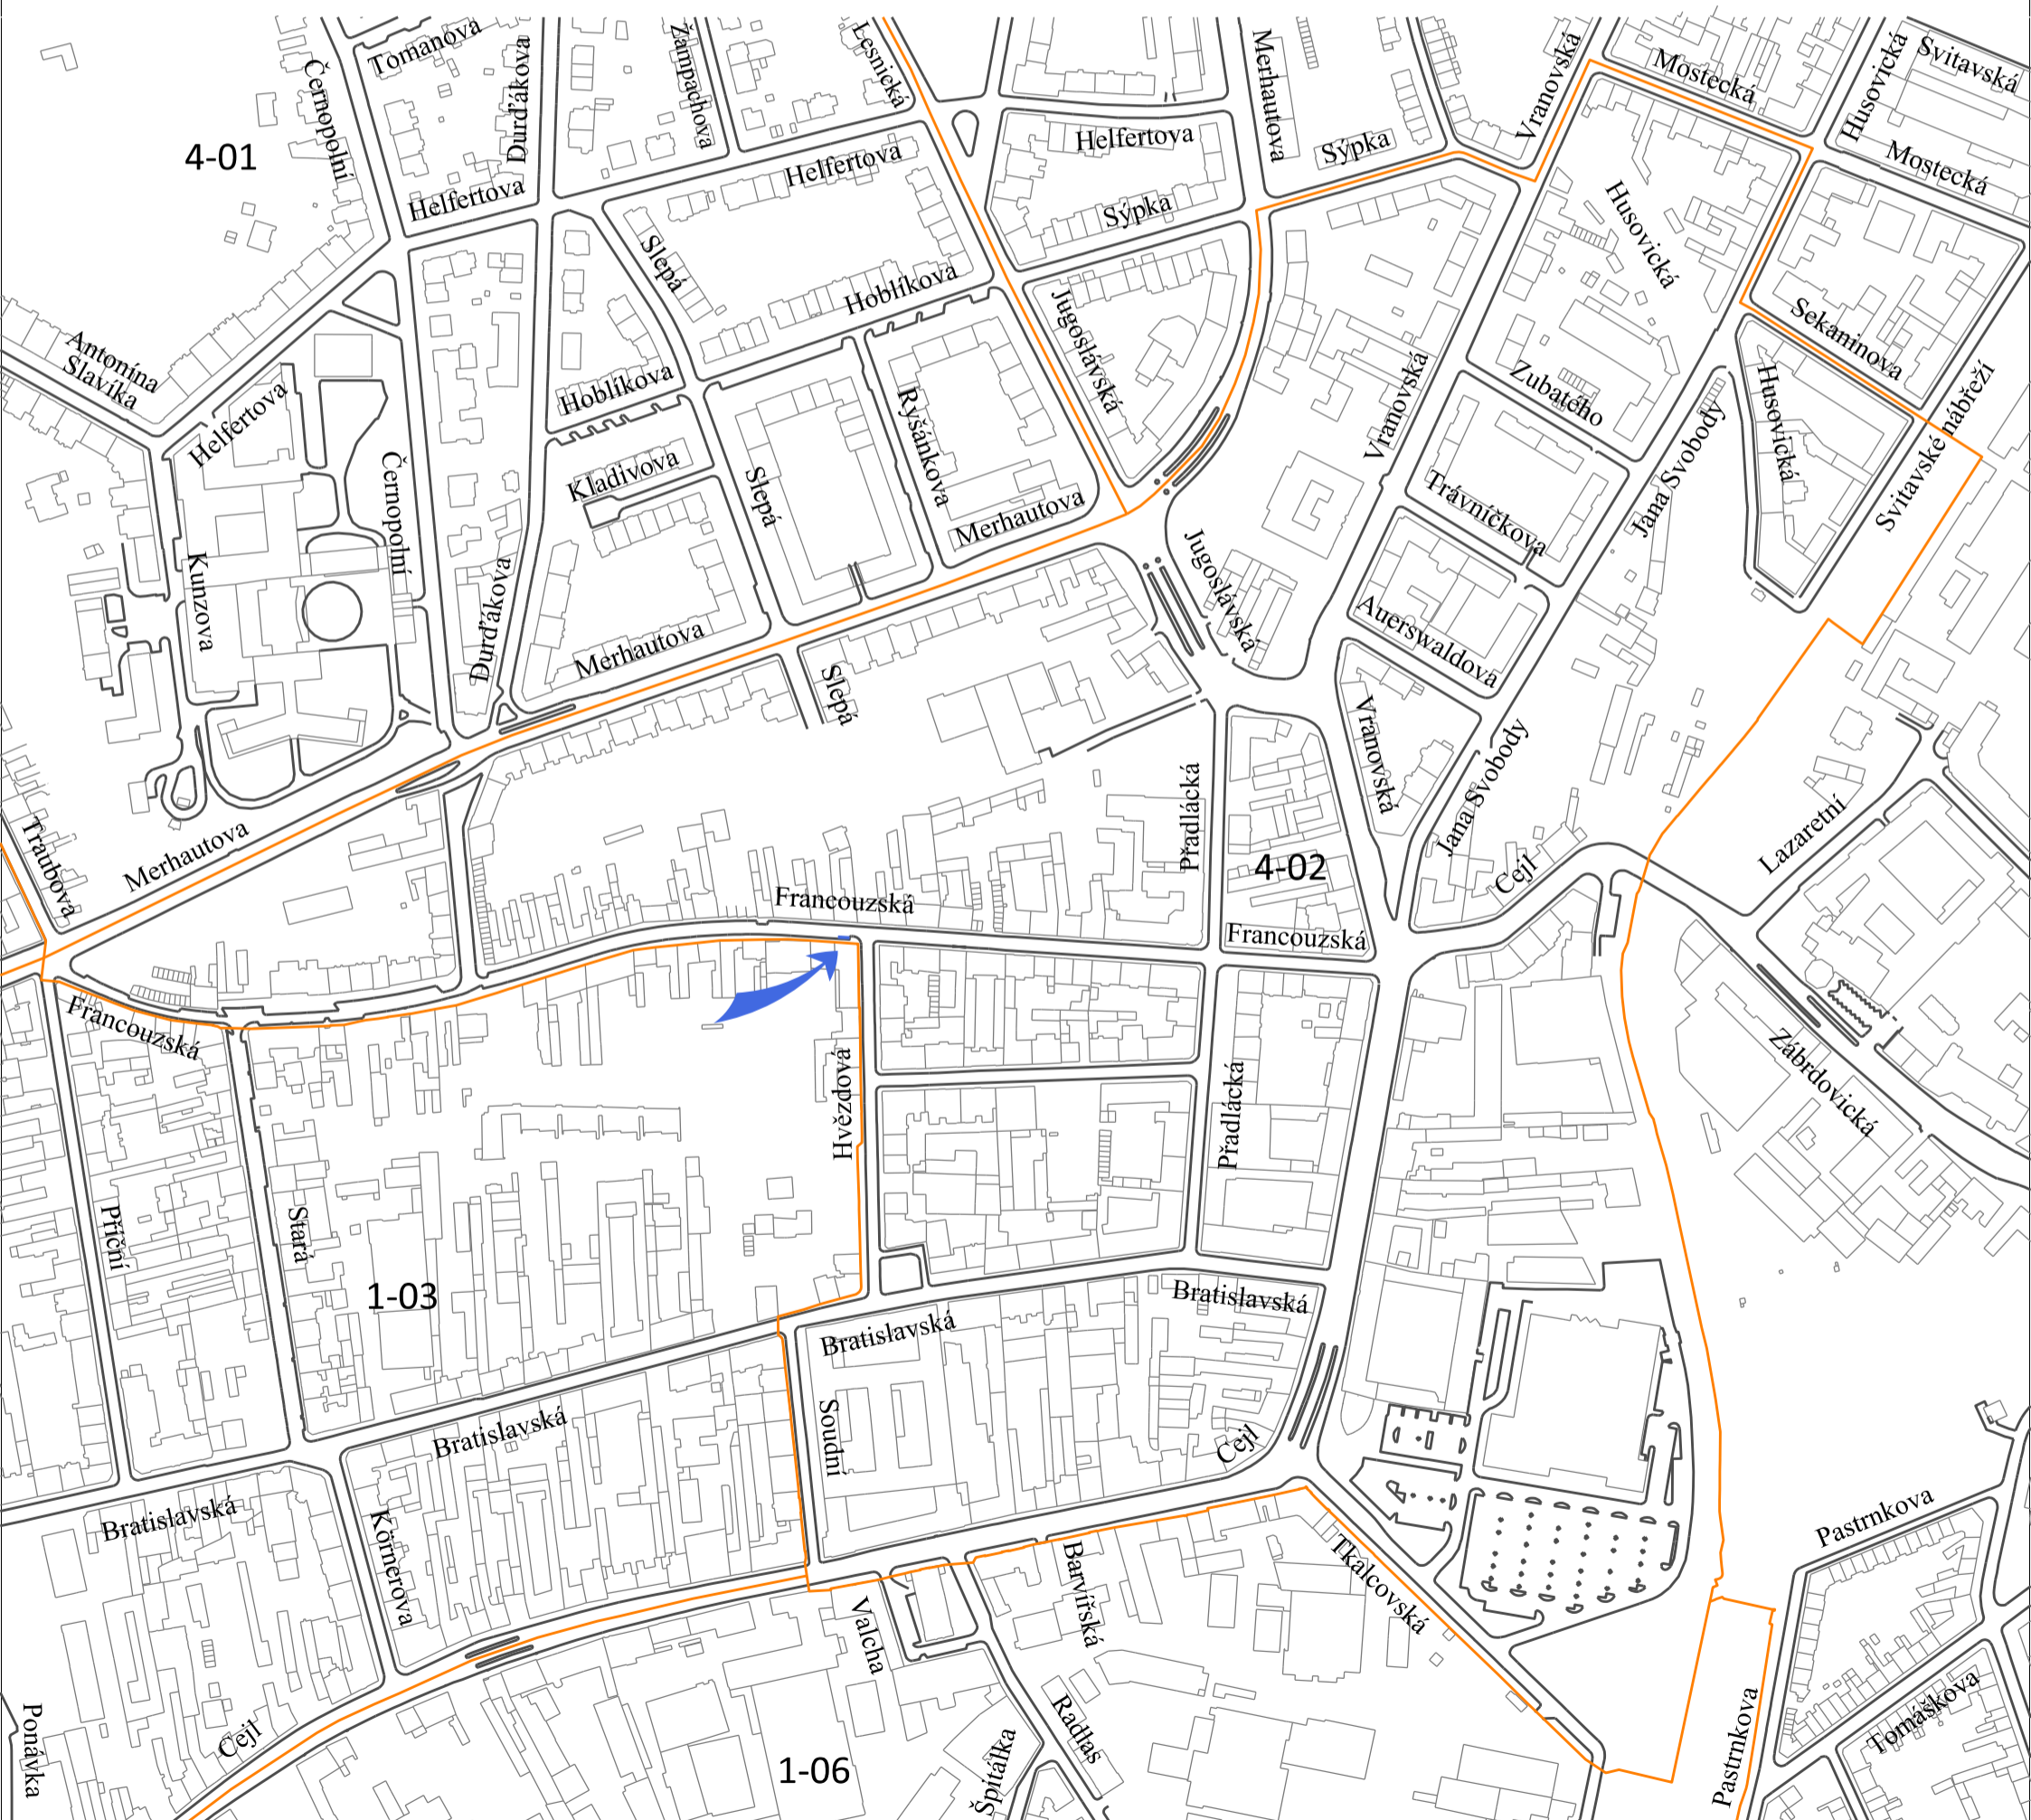 Tomanova
Durďákova
Žampachova
Lesnická
Merhautova
Vranovská
Mostecká
Husovická
Svitavská
Černopolní
4-01
Helfertova
Helfertova
Helfertova
Sýpka
Mostecká
Sýpka
Husovická
Slepá
Hoblíkova
Jugoslávská
Sekaninova
Antonína
Slavíka
Helfertova
Hoblíkova
Ryšánkova
Vranovská
Zubatého
Husovická
Svitavské nábřeží
Jana Svobody
Černopolní
Kladivova
Slepá
Merhautova
Trávníčkova
Kunzova
Durďákova
Merhautova
Jugoslávská
Auerswaldova
Slepá
Vranovská
Jana Svobody
Přadlácká
Traubova
Merhautova
Francouzská
4-02
Cejl
Lazaretní
Francouzská
Francouzská
Hvězdová
Přadlácká
Zábrdovická
Příční
Stará
1-03
Bratislavská
Bratislavská
Bratislavská
Soudní
Cejl
Bratislavská
Körnerova
Valcha
Barvířská
Tkalcovská
Pastrnkova
Ponávka
Cejl
1-06
Špitálka
Radlas
Pastrnkova
Tomáškova